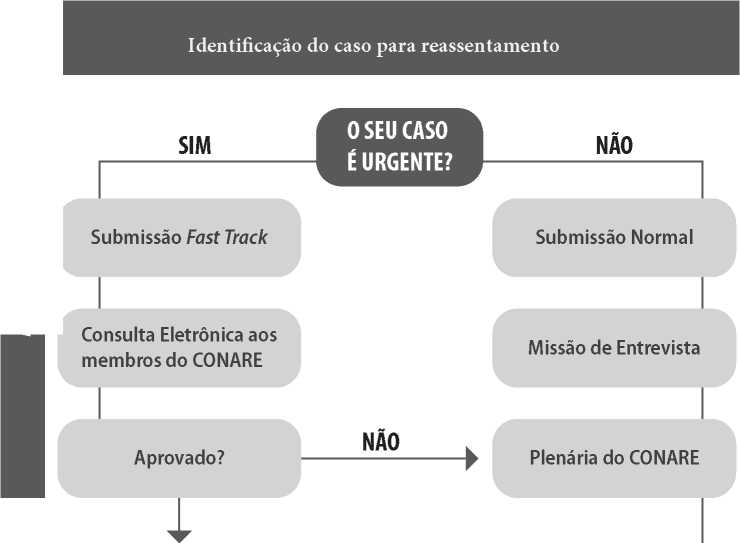 Identificação do caso para reassentamento
O SEU CASO
É URGENTE?
SIM
NÃO
Submissão Fast Track
Submissão Normal
Consulta Eletrônica aos
membros do CONARE
Missão de Entrevista
Aprovado?
NÃO
Plenária do CONARE